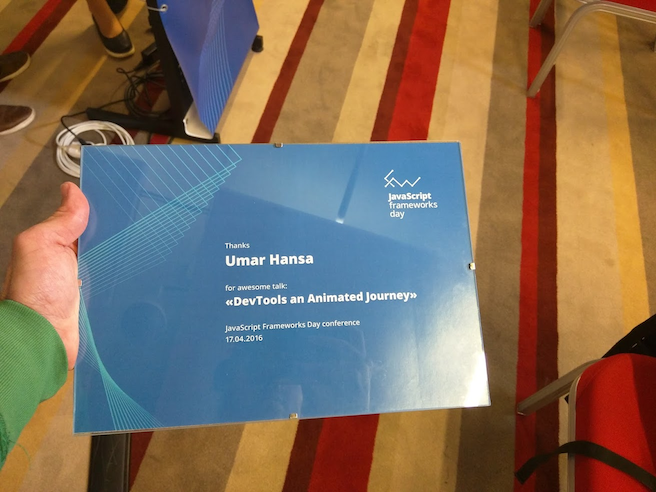 JavaScript
frameworks
day
Thanks
Umar Hansa
for awesome talk:
«DevTools an Animated Journey»
JavaScript Frameworks Day conference
17.04.2016